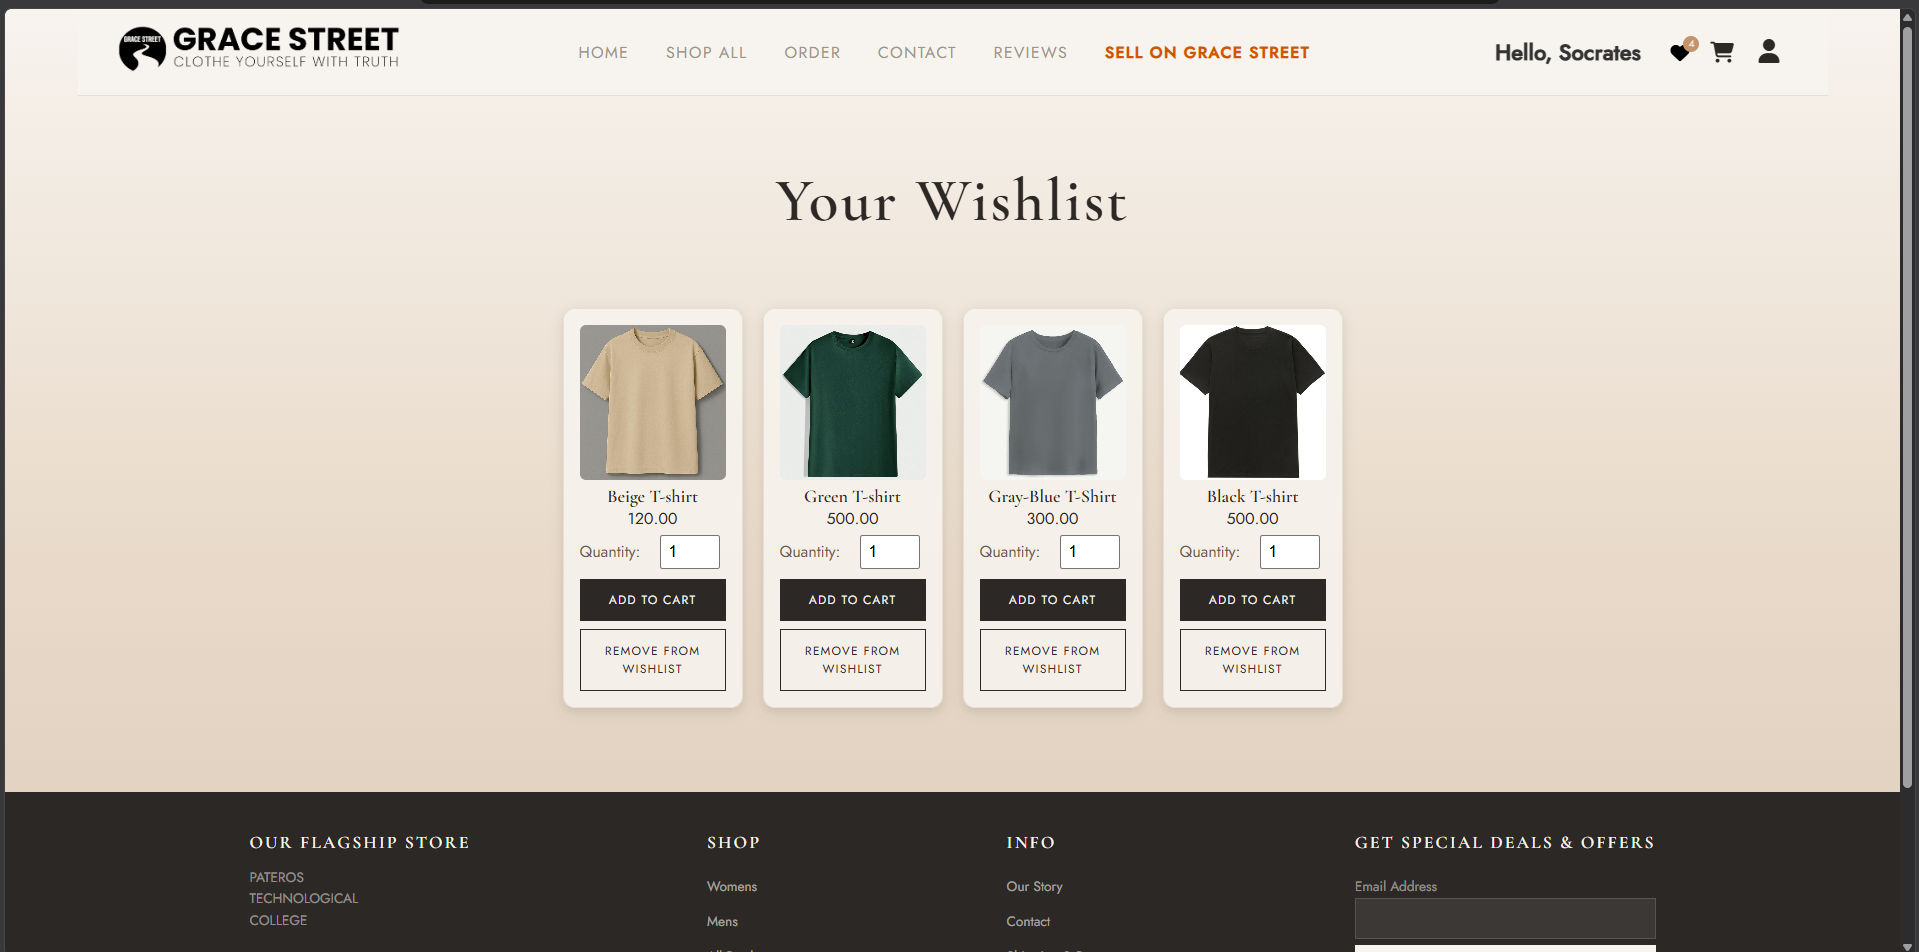 GRACE STREET
GRACE STREET
CLOTHE YOURSELF WITH TRUTH
HOME
SHOP ALL
ORDER
CONTACT
REVIEWS
SELL ON GRACE STREET
Hello, Socrates
4
Your Wishlist
Beige T-shirt
120.00
Quantity: 1
ADD TO CART
REMOVE FROM
WISHLIST
Green T-shirt
500.00
Quantity: 1
ADD TO CART
REMOVE FROM
WISHLIST
Gray-Blue T-Shirt
300.00
Quantity: 1
ADD TO CART
REMOVE FROM
WISHLIST
Black T-shirt
500.00
Quantity: 1
ADD TO CART
REMOVE FROM
WISHLIST
OUR FLAGSHIP STORE
PATEROS
TECHNOLOGICAL
COLLEGE
SHOP
Womens
Mens
INFO
Our Story
Contact
GET SPECIAL DEALS & OFFERS
Email Address